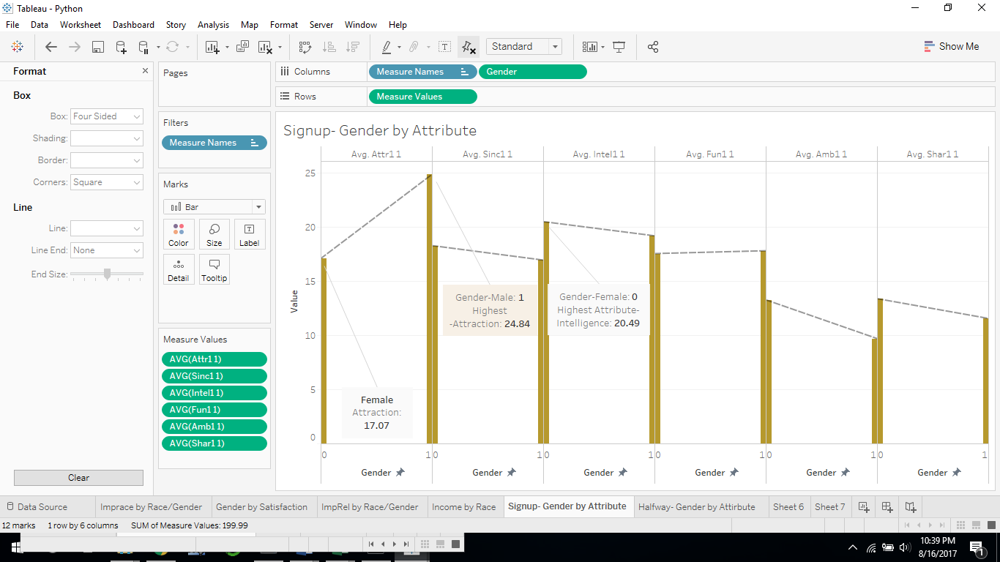 Tableau - Python
File Data Worksheet Dashboard Story Analysis Map Format Server Window Help
Standard
Show Me
Format
Box
Box: Four Sided
Shading:
Border:
Corners: Square
Line
Line:
Line End: None
End Size:
Clear
Pages
Filters
Measure Names
Marks
Bar
Color Size Label
Detail Tooltip
Measure Values
AVG(Attr1 1)
AVG(Sinc1 1)
AVG(Intel1 1)
AVG(Fun1 1)
AVG(Amb1 1)
AVG(Shar1 1)
Columns Measure Names Gender
Rows Measure Values
Signup- Gender by Attribute
Avg. Attr1 1 Avg. Sinc1 1 Avg. Intel1 1 Avg. Fun1 1 Avg. Amb1 1 Avg. Shar1 1
25
20
15
10
5
0
Value
Gender-Male: 1
Highest
-Attraction: 24.84
Gender-Female: 0
Highest Attribute-
Intelligence: 20.49
Female
Attraction:
17.07
0 1 0 1 0 1 0 1 0 1 0 1
Gender Gender Gender Gender Gender Gender
Data Source Imprace by Race/Gender Gender by Satisfaction ImpRel by Race/Gender Income by Race Signup- Gender by Attribute Halfway- Gender by Attirbute Sheet 6 Sheet 7
12 marks 1 row by 6 columns SUM of Measure Values: 199.99
10:39 PM
8/16/2017
1